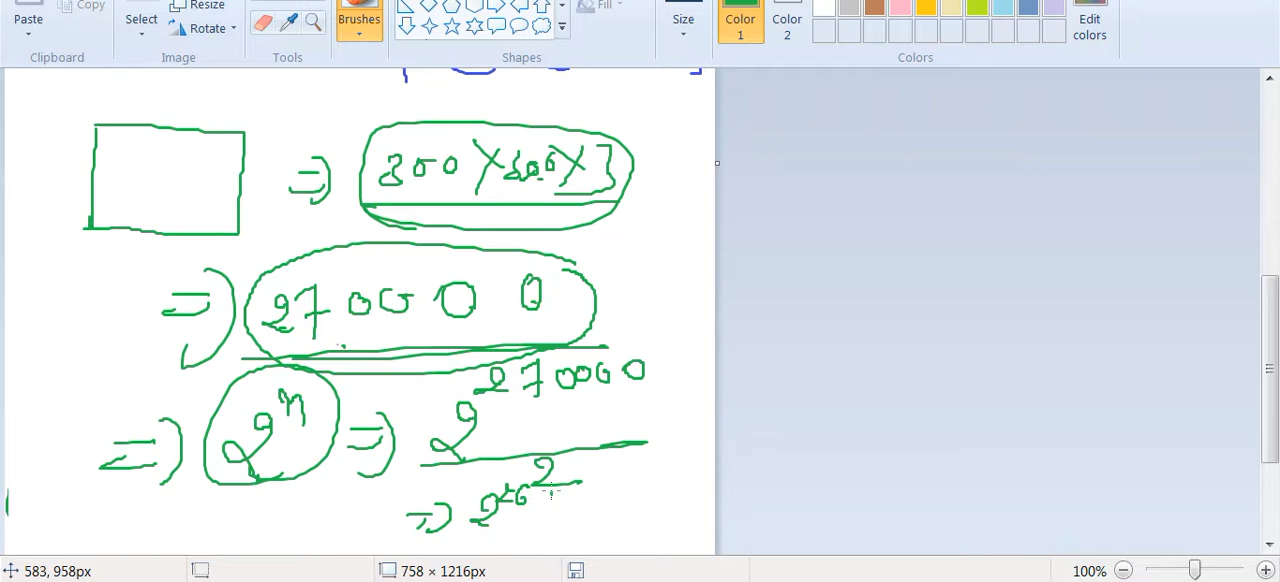 Paste
Copy
Select
Resize
Rotate
Brushes
Fill
Size
Color 1
Color 2
Edit colors
Clipboard
Image
Tools
Shapes
Colors
⇒ 300 × 300 × 3
⇒ 270000
⇒ 2ⁿ ⇒ 2^270000
2
⇒ 2
583, 958px
758 × 1216px
100%